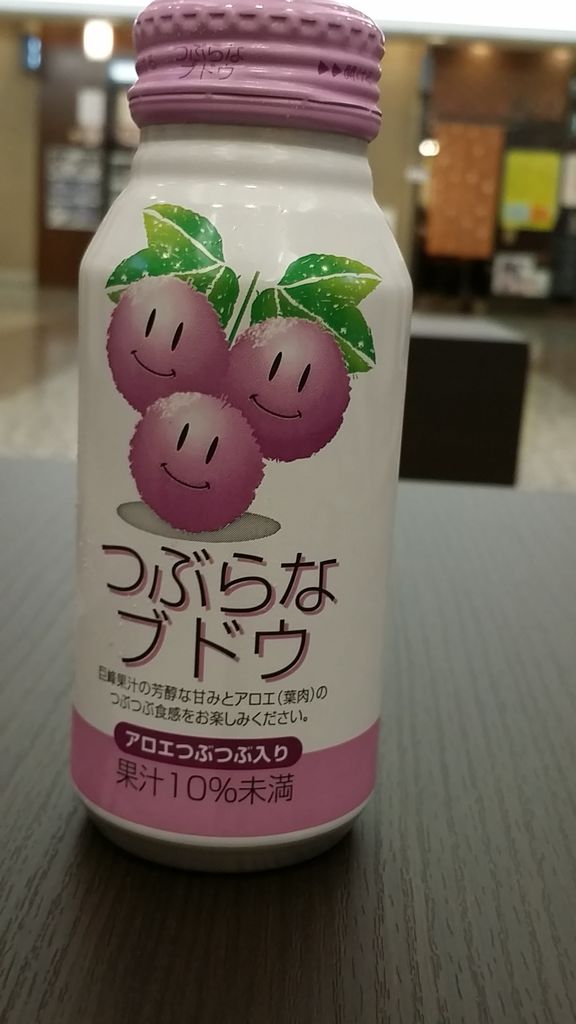 つぶらな
ブドウ
つぶらな
ブドウ
巨峰果汁の芳醇な甘みとアロエ(葉肉)の
つぶつぶ食感をお楽しみください。
アロエつぶつぶ入り
果汁10%未満